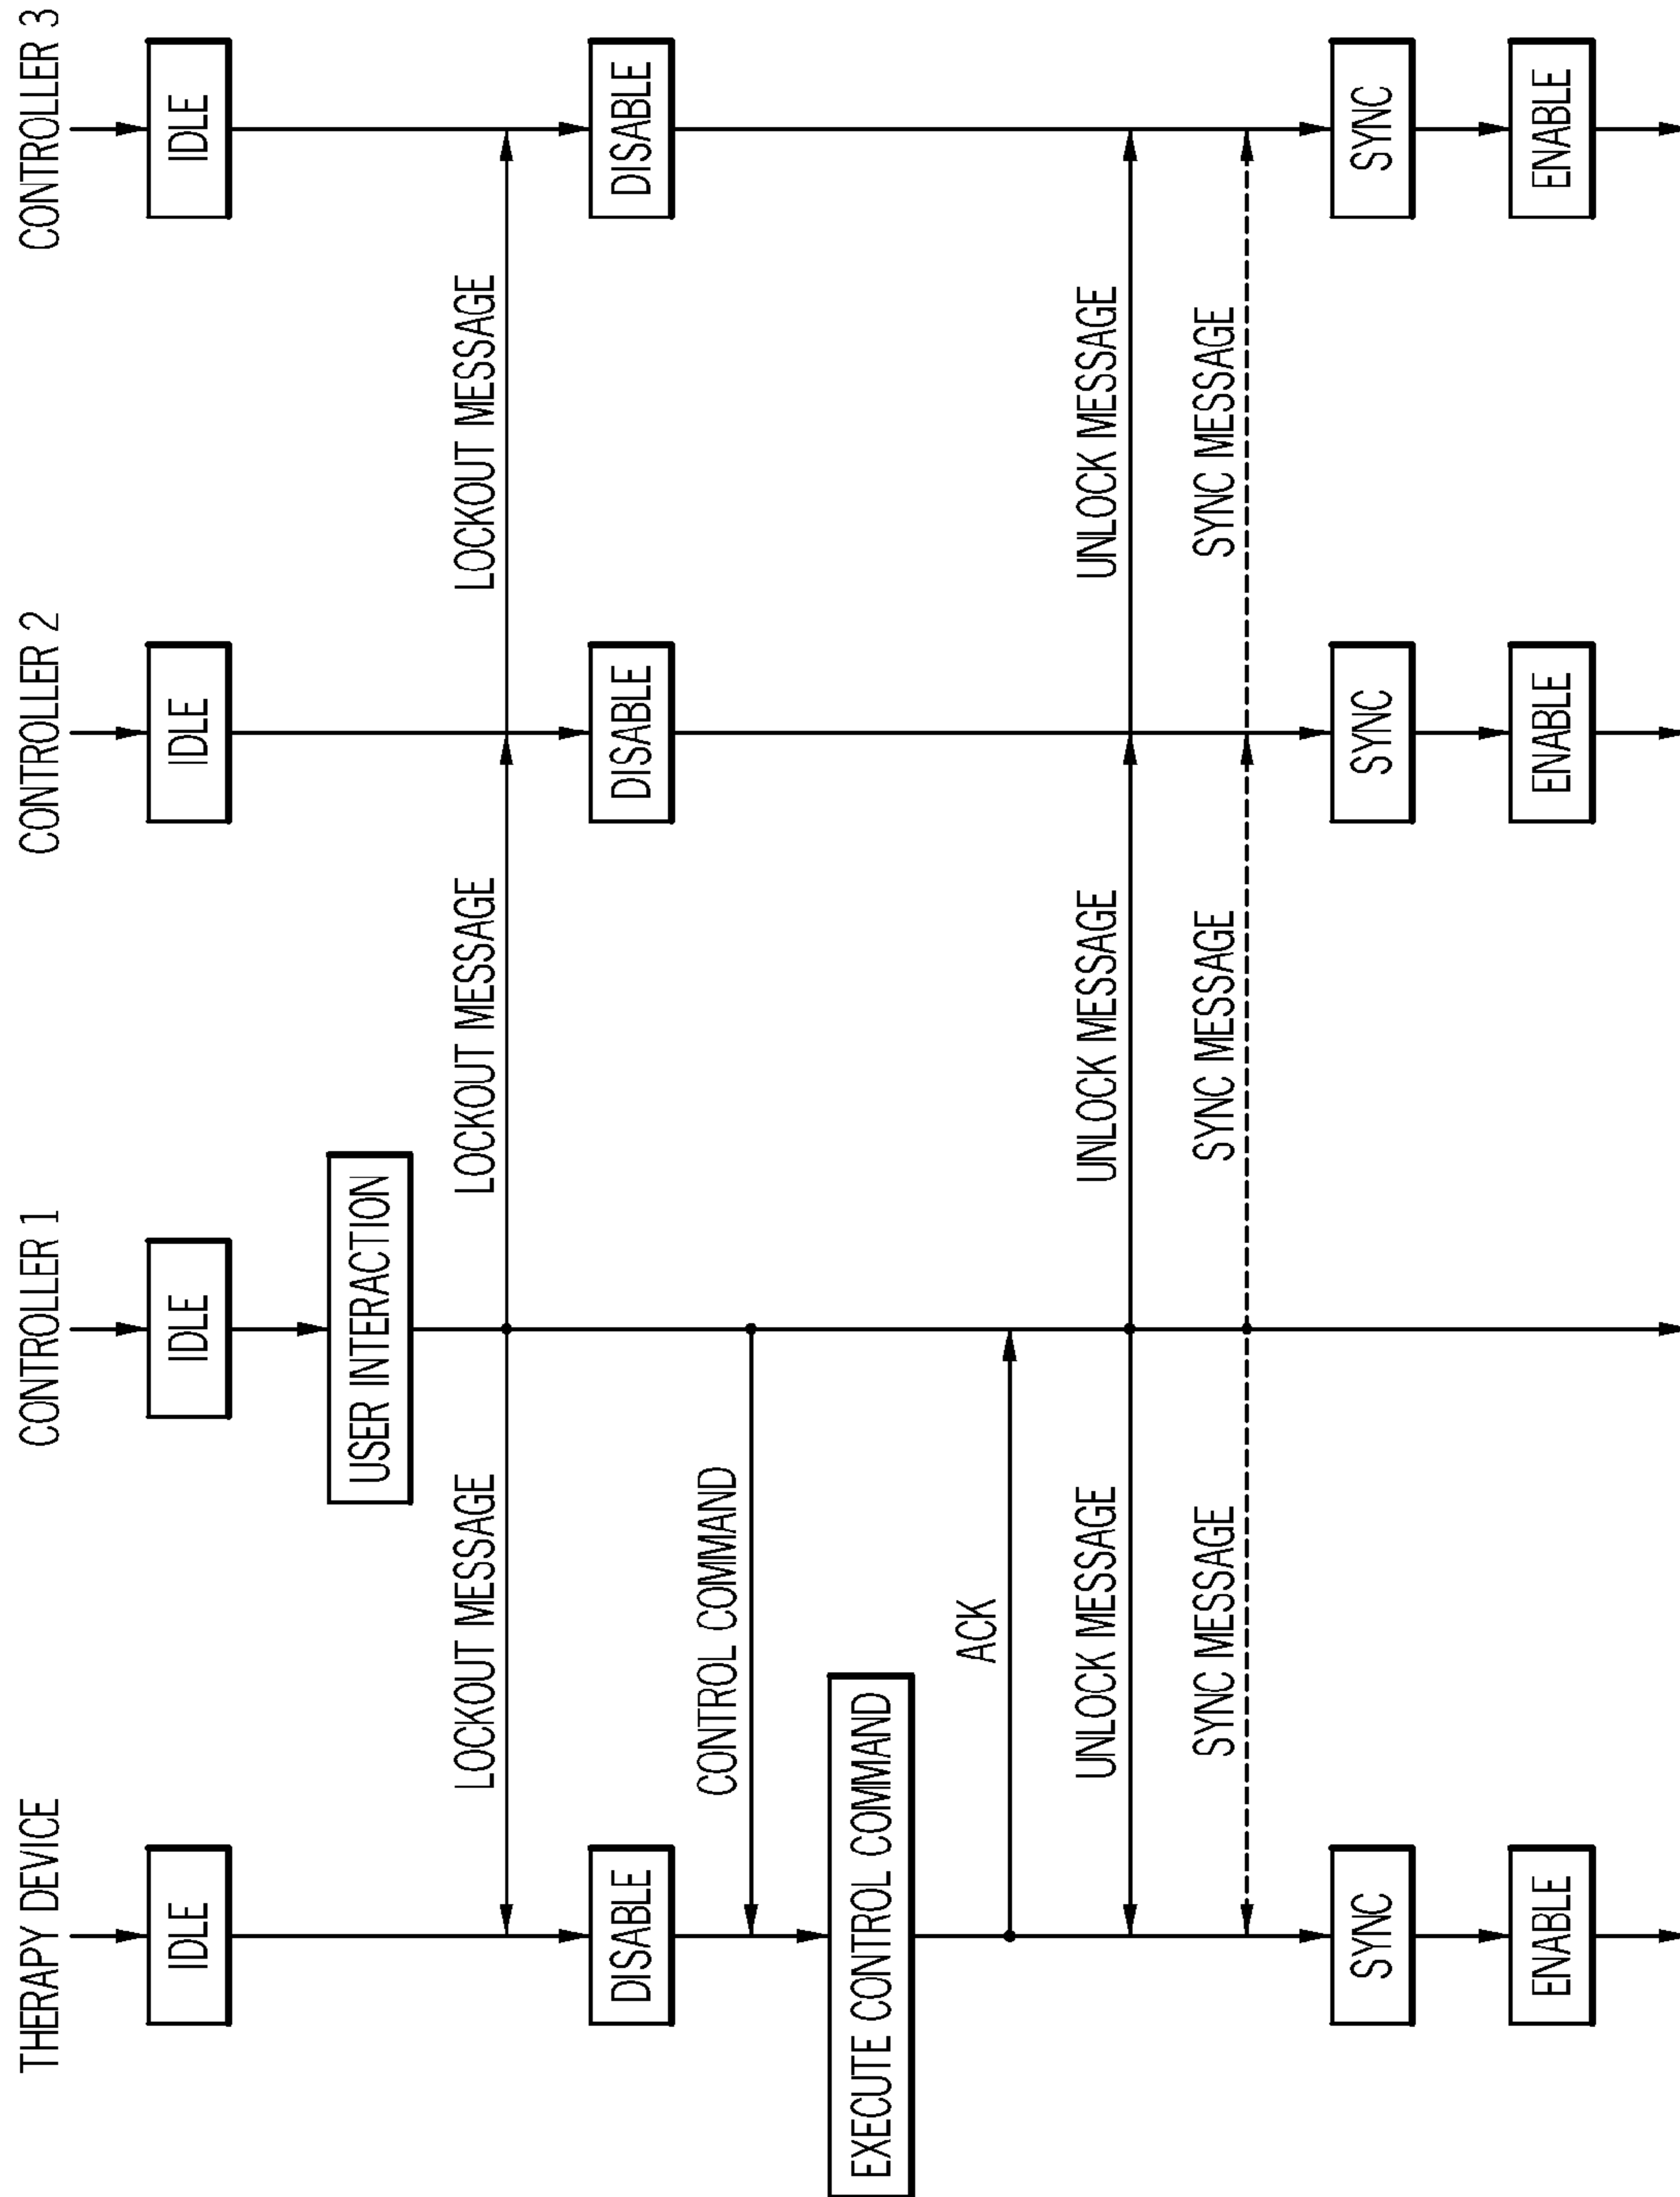 THERAPY DEVICE
CONTROLLER 1
CONTROLLER 2
CONTROLLER 3
IDLE
IDLE
IDLE
IDLE
USER INTERACTION
LOCKOUT MESSAGE
LOCKOUT MESSAGE
LOCKOUT MESSAGE
DISABLE
DISABLE
DISABLE
CONTROL COMMAND
EXECUTE CONTROL COMMAND
ACK
UNLOCK MESSAGE
UNLOCK MESSAGE
UNLOCK MESSAGE
SYNC MESSAGE
SYNC MESSAGE
SYNC MESSAGE
SYNC
SYNC
SYNC
ENABLE
ENABLE
ENABLE